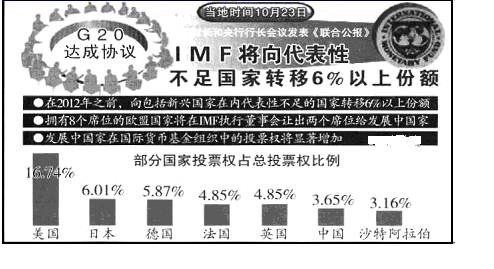 当地时间10月23日
G20
达成协议
财长和央行行长会议发表《联合公报》
IMF将向代表性
不足国家转移6%以上份额
INTERNATIONAL
MONETARY FUND
●在2012年之前，向包括新兴国家在内代表性不足的国家转移6%以上份额
●拥有8个席位的欧盟国家将在IMF执行董事会让出两个席位给发展中国家
●发展中国家在国际货币基金组织中的投票权将显著增加
部分国家投票权占总投票权比例
16.74% 6.01% 5.87% 4.85% 4.85% 3.65% 3.16%
美国 日本 德国 法国 英国 中国 沙特阿拉伯